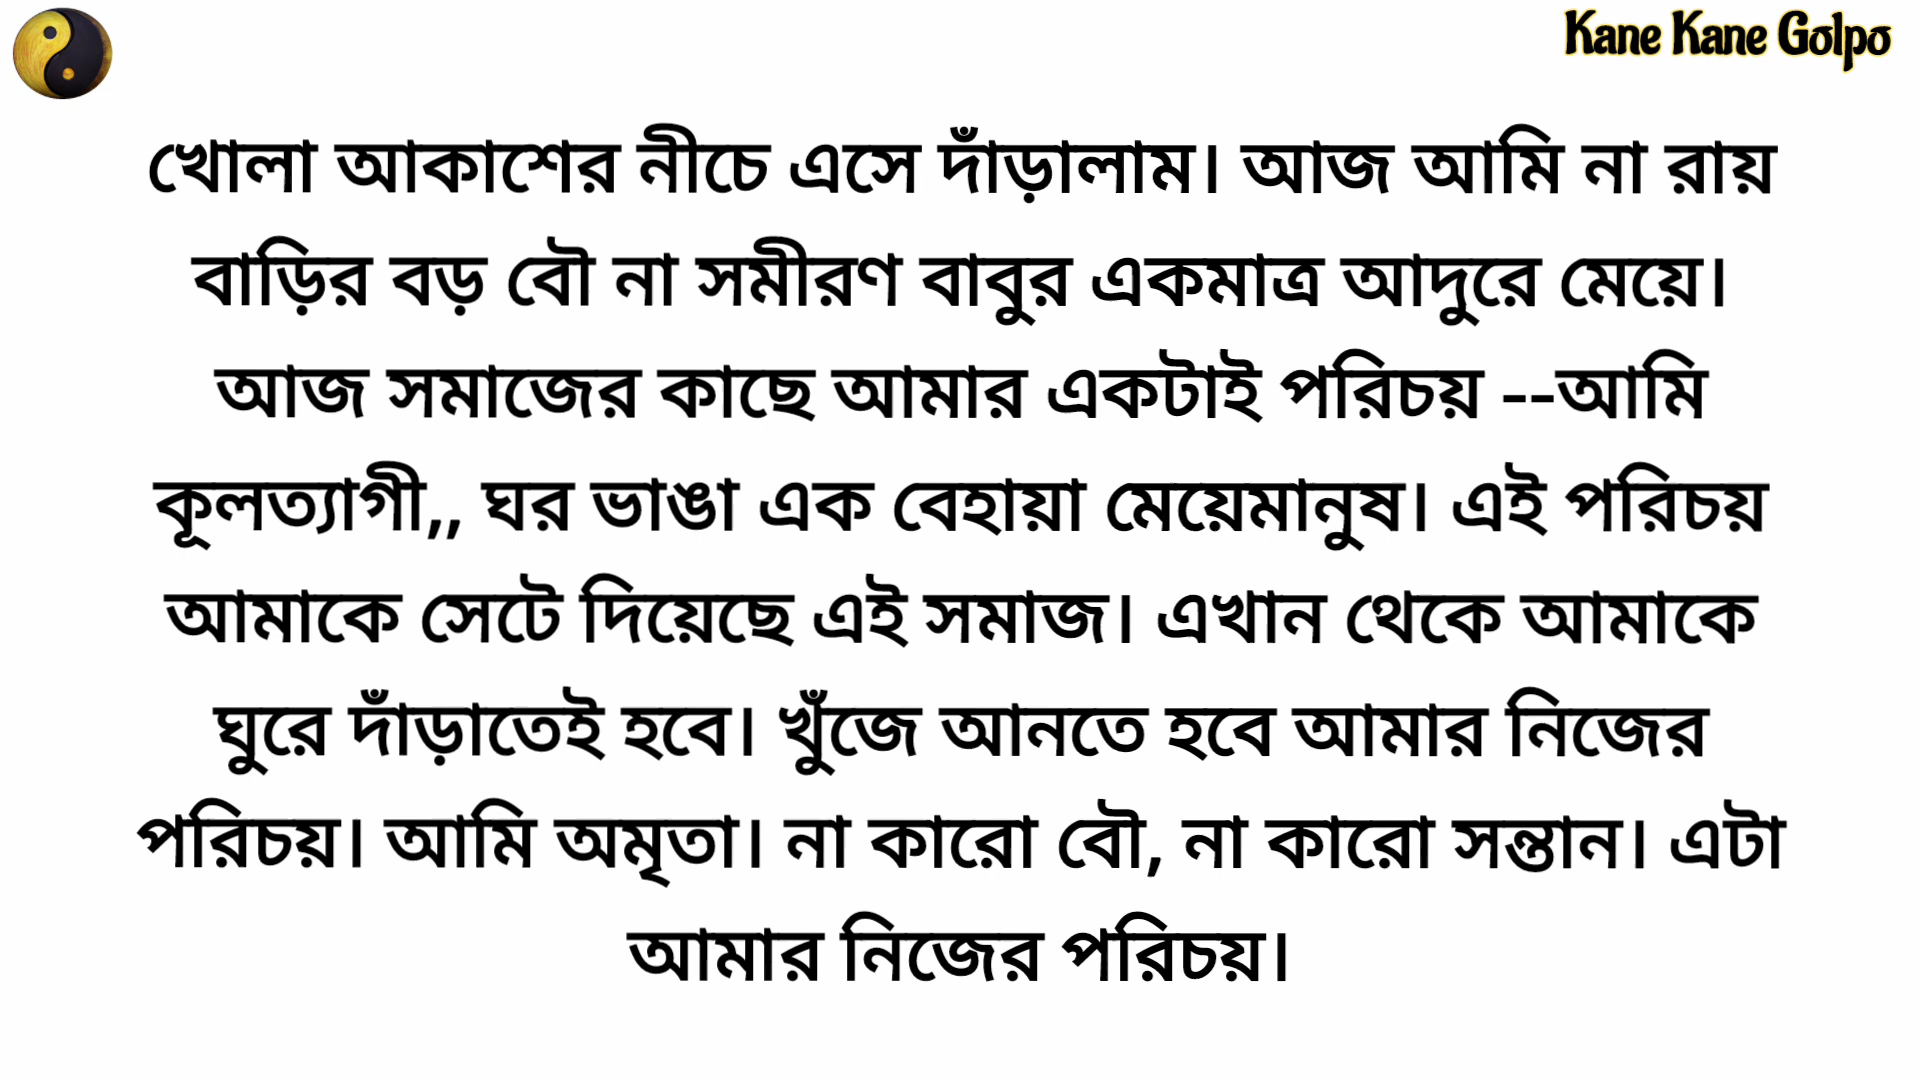 Kane Kane Golpo
খোলা আকাশের নীচে এসে দাঁড়ালাম। আজ আমি না রায়
বাড়ির বড় বৌ না সমীরণ বাবুর একমাত্র আদুরে মেয়ে।
আজ সমাজের কাছে আমার একটাই পরিচয় --আমি
কূলত্যাগী,, ঘর ভাঙা এক বেহায়া মেয়েমানুষ। এই পরিচয়
আমাকে সেটে দিয়েছে এই সমাজ। এখান থেকে আমাকে
ঘুরে দাঁড়াতেই হবে। খুঁজে আনতে হবে আমার নিজের
পরিচয়। আমি অমৃতা। না কারো বৌ, না কারো সন্তান। এটা
আমার নিজের পরিচয়।